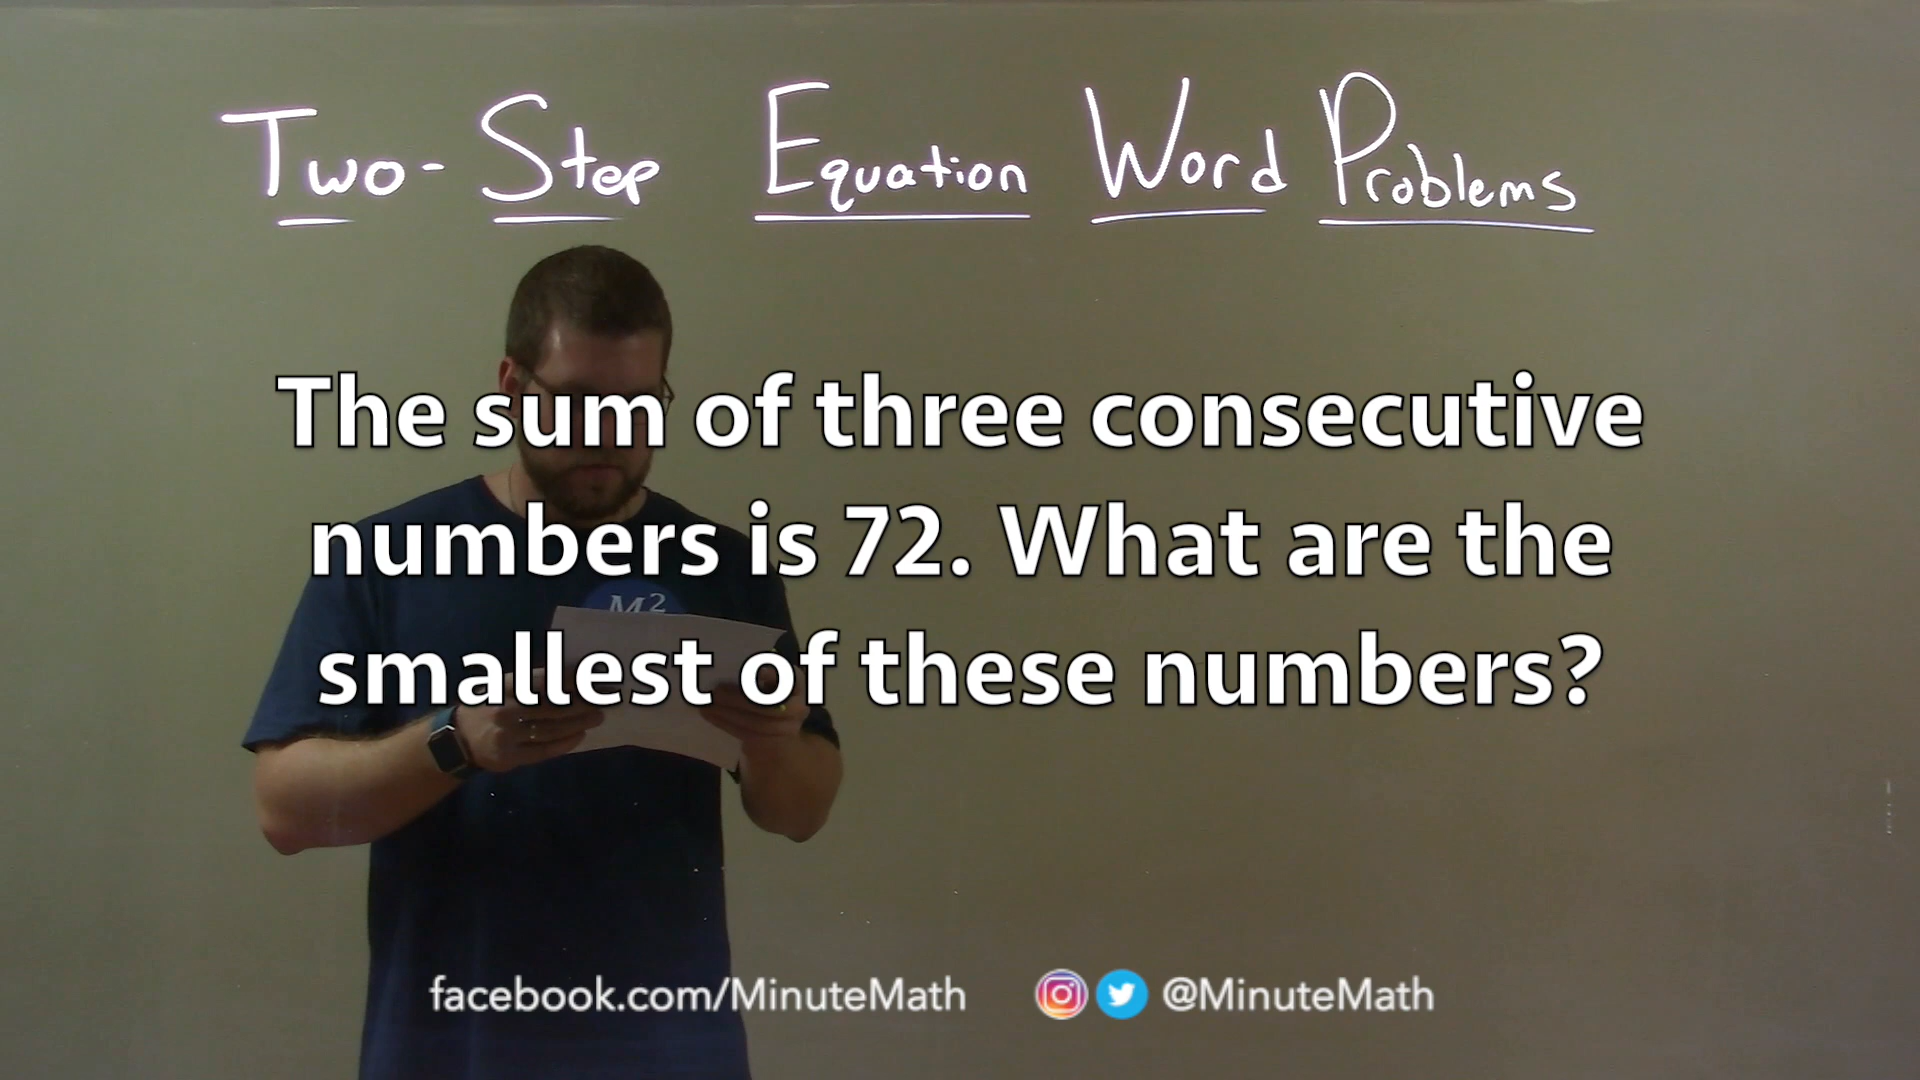 Two-Step Equation Word Problems
The sum of three consecutive
numbers is 72. What are the
smallest of these numbers?
M²
facebook.com/MinuteMath @MinuteMath